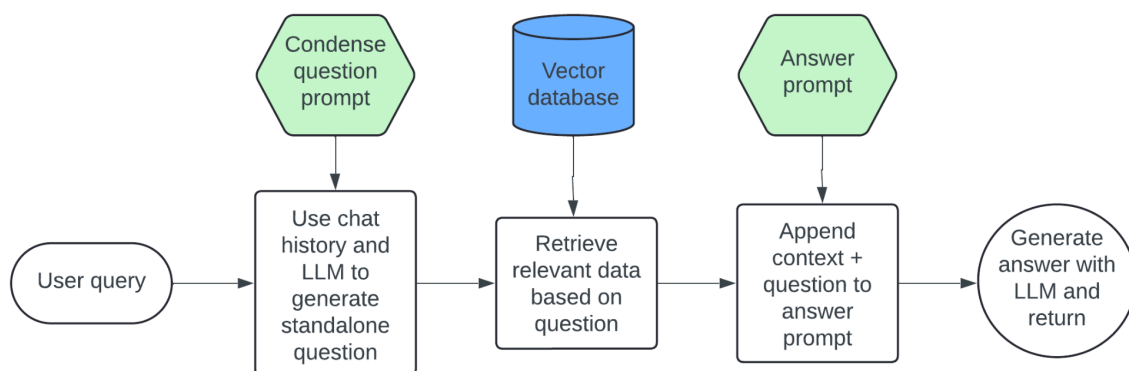 Condense
question
prompt
Vector
database
Answer
prompt
User query
Use chat
history and
LLM to
generate
standalone
question
Retrieve
relevant data
based on
question
Append
context +
question to
answer
prompt
Generate
answer with
LLM and
return